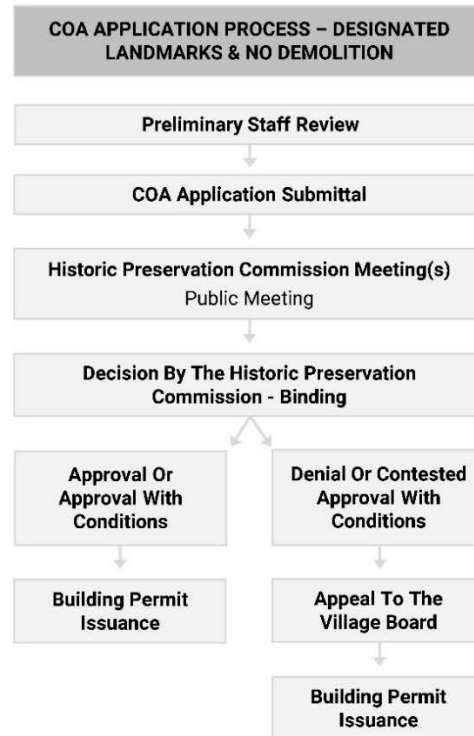 COA APPLICATION PROCESS – DESIGNATED
LANDMARKS & NO DEMOLITION
Preliminary Staff Review
COA Application Submittal
Historic Preservation Commission Meeting(s)
Public Meeting
Decision By The Historic Preservation
Commission - Binding
Approval Or
Approval With
Conditions
Building Permit
Issuance
Denial Or Contested
Approval With
Conditions
Appeal To The
Village Board
Building Permit
Issuance